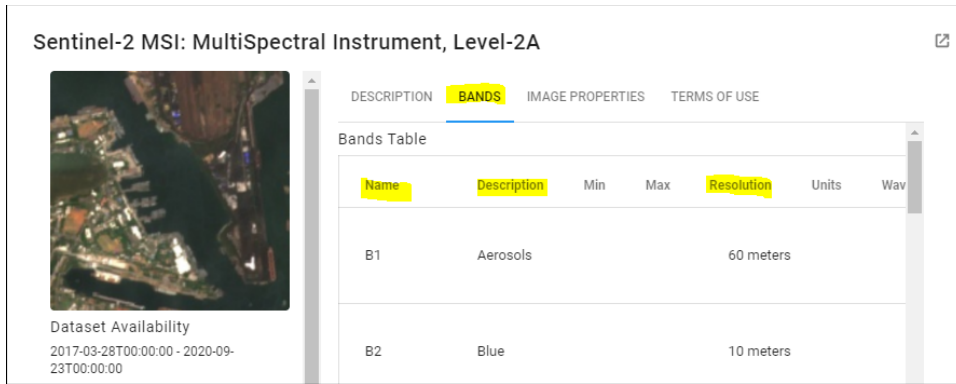 Sentinel-2 MSI: MultiSpectral Instrument, Level-2A
DESCRIPTION BANDS IMAGE PROPERTIES TERMS OF USE
Bands Table
Name Description Min Max Resolution Units Wav
B1 Aerosols 60 meters
B2 Blue 10 meters
Dataset Availability
2017-03-28T00:00:00 - 2020-09-
23T00:00:00